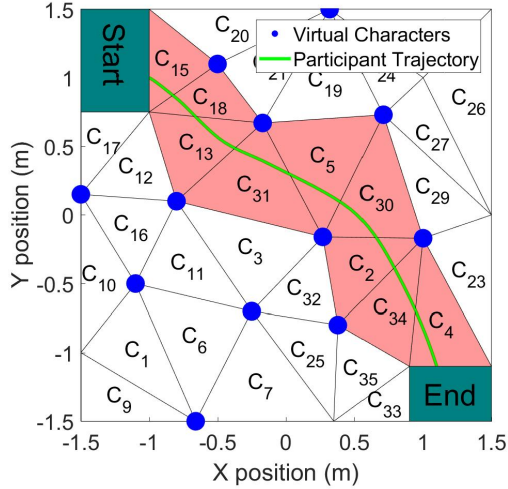 1.5
1
0.5
0
-0.5
-1
-1.5
Y position (m)
-1.5
-1
-0.5
0
0.5
1
1.5
X position (m)
Start
End
Virtual Characters
Participant Trajectory
C20
C15
21
C19
24
C26
C18
C17
C13
C5
C27
C12
C31
C30
C29
C16
C3
C2
C23
C10
C11
C32
C34
C4
C1
C6
C25
C35
C9
C7
C33